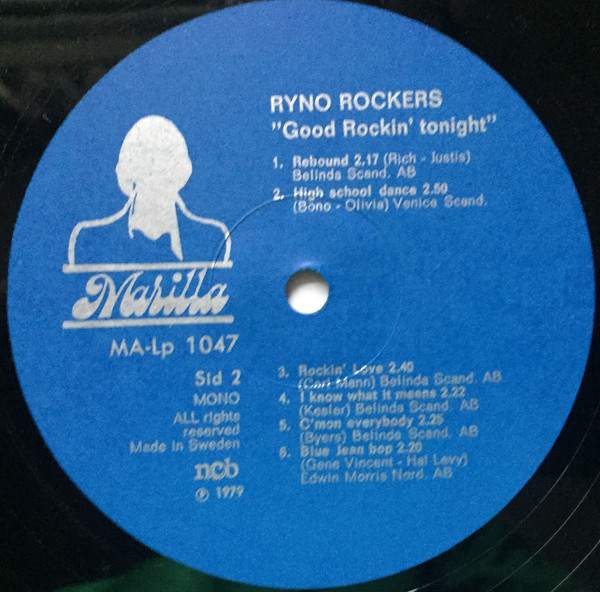 RYNO ROCKERS
"Good Rockin' tonight"
1. Rebound 2.17 (Rich - Justis)
Belinda Scand. AB
2. High school dance 2.50
(Bono - Olivia) Venice Scand.
Marilla
MA-Lp 1047
Sid 2
MONO
ALL rights
reserved
Made in Sweden
ncb
℗ 1979
3. Rockin' Love 2.40
(Carl Mann) Belinda Scand. AB
4. I know what it means 2.22
(Kesler) Belinda Scand. AB
5. C'mon everybody 2.25
(Byers) Belinda Scand. AB
6. Blue Jean bop 2.20
(Gene Vincent - Hal Levy)
Edwin Morris Nord. AB